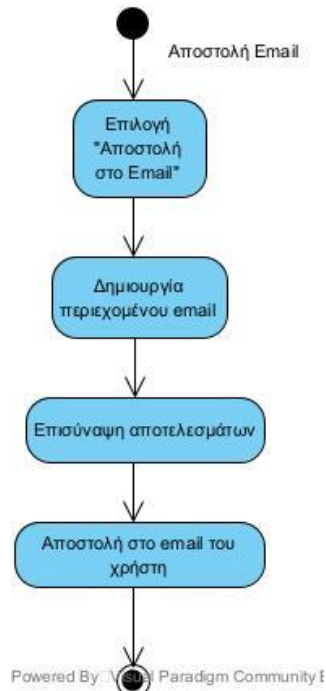 Αποστολή Email
Επιλογή
"Αποστολή
στο Email"
Δημιουργία
περιεχομένου email
Επισύναψη αποτελεσμάτων
Αποστολή στο email του
χρήστη
Powered By Visual Paradigm Community E